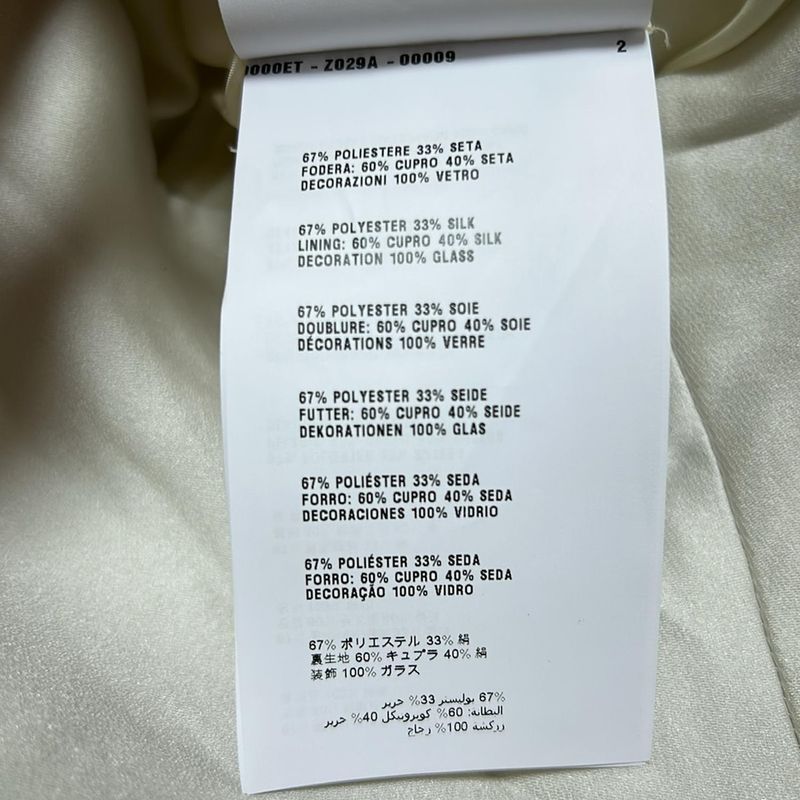 000ET - Z029A - 00009
2
67% POLIESTERE 33% SETA
FODERA: 60% CUPRO 40% SETA
DECORAZIONI 100% VETRO
67% POLYESTER 33% SILK
LINING: 60% CUPRO 40% SILK
DECORATION 100% GLASS
67% POLYESTER 33% SOIE
DOUBLURE: 60% CUPRO 40% SOIE
DÉCORATIONS 100% VERRE
67% POLYESTER 33% SEIDE
FUTTER: 60% CUPRO 40% SEIDE
DEKORATIONEN 100% GLAS
67% POLIÉSTER 33% SEDA
FORRO: 60% CUPRO 40% SEDA
DECORACIONES 100% VIDRIO
67% POLIÉSTER 33% SEDA
FORRO: 60% CUPRO 40% SEDA
DECORAÇÃO 100% VIDRO
67% ポリエステル 33% 絹
裏生地 60% キュプラ 40% 絹
装飾 100% ガラス
67% بوليستر 33% حرير
البطانة: 60% كوبرونيكل 40% حرير
زركشة 100% زجاج